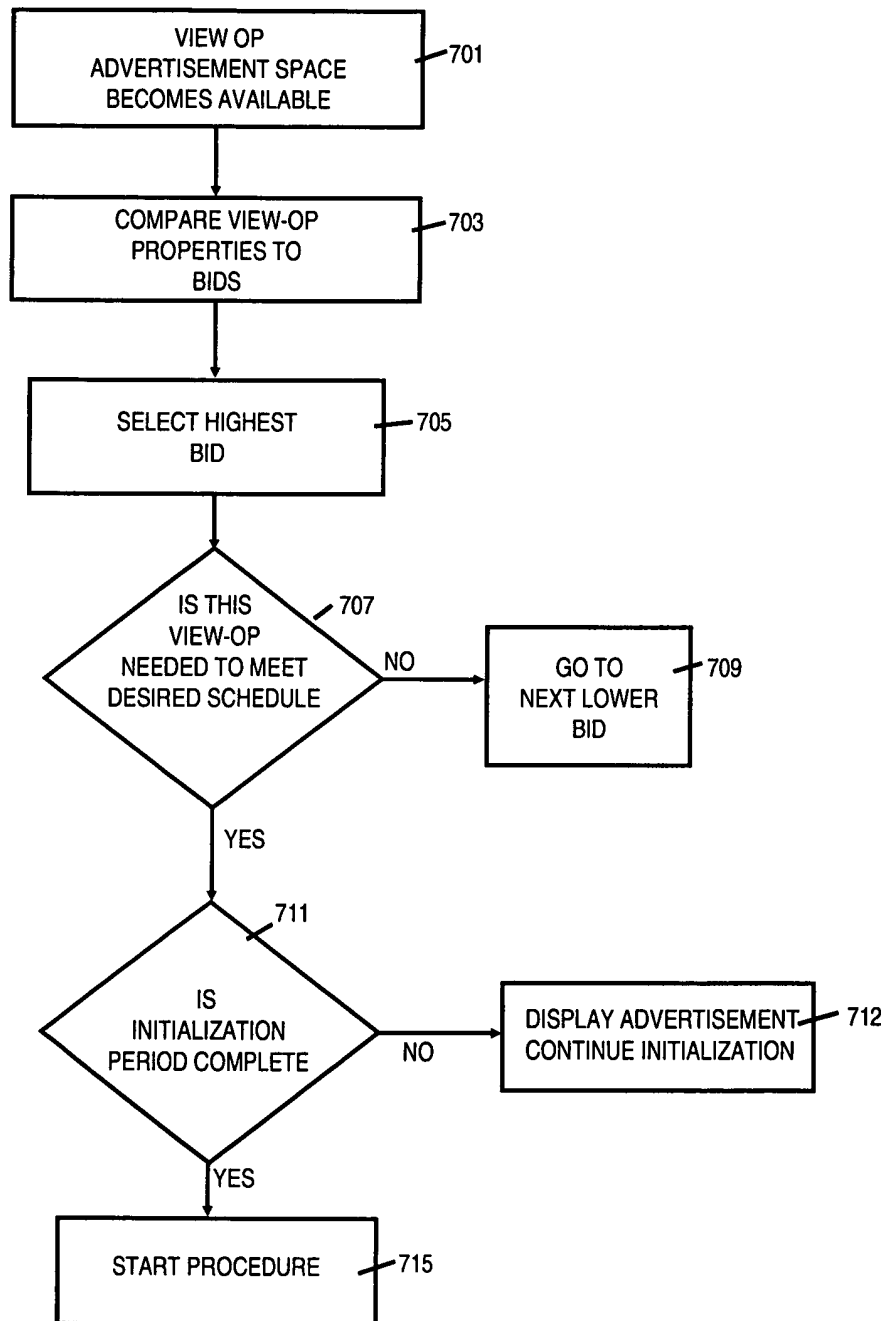 VIEW OP
ADVERTISEMENT SPACE
BECOMES AVAILABLE
701
COMPARE VIEW-OP
PROPERTIES TO
BIDS
703
SELECT HIGHEST
BID
705
IS THIS
VIEW-OP
NEEDED TO MEET
DESIRED SCHEDULE
707
NO
GO TO
NEXT LOWER
BID
709
YES
711
IS
INITIALIZATION
PERIOD COMPLETE
NO
DISPLAY ADVERTISEMENT
CONTINUE INITIALIZATION
712
YES
START PROCEDURE
715